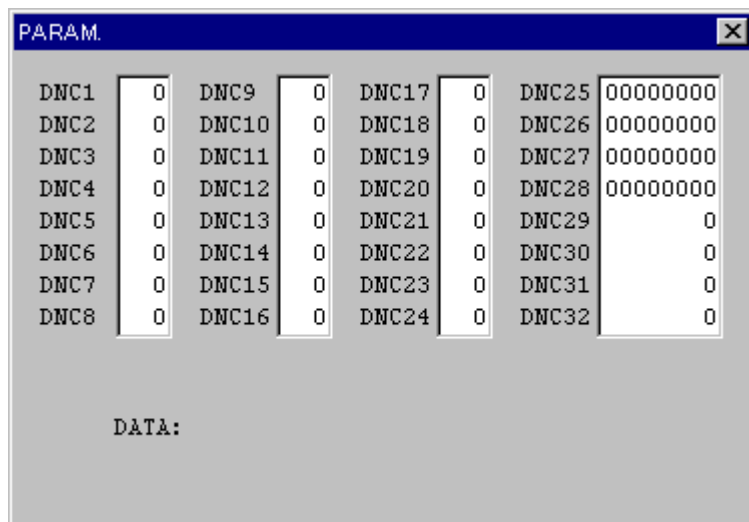 PARAM.
DNC1 0 DNC9 0 DNC17 0 DNC25 00000000
DNC2 0 DNC10 0 DNC18 0 DNC26 00000000
DNC3 0 DNC11 0 DNC19 0 DNC27 00000000
DNC4 0 DNC12 0 DNC20 0 DNC28 00000000
DNC5 0 DNC13 0 DNC21 0 DNC29 0
DNC6 0 DNC14 0 DNC22 0 DNC30 0
DNC7 0 DNC15 0 DNC23 0 DNC31 0
DNC8 0 DNC16 0 DNC24 0 DNC32 0
DATA: